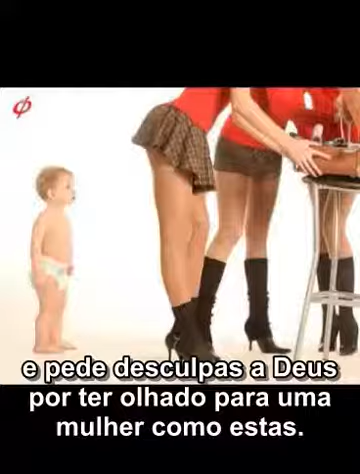 e pede desculpas a Deus
por ter olhado para uma
mulher como estas.